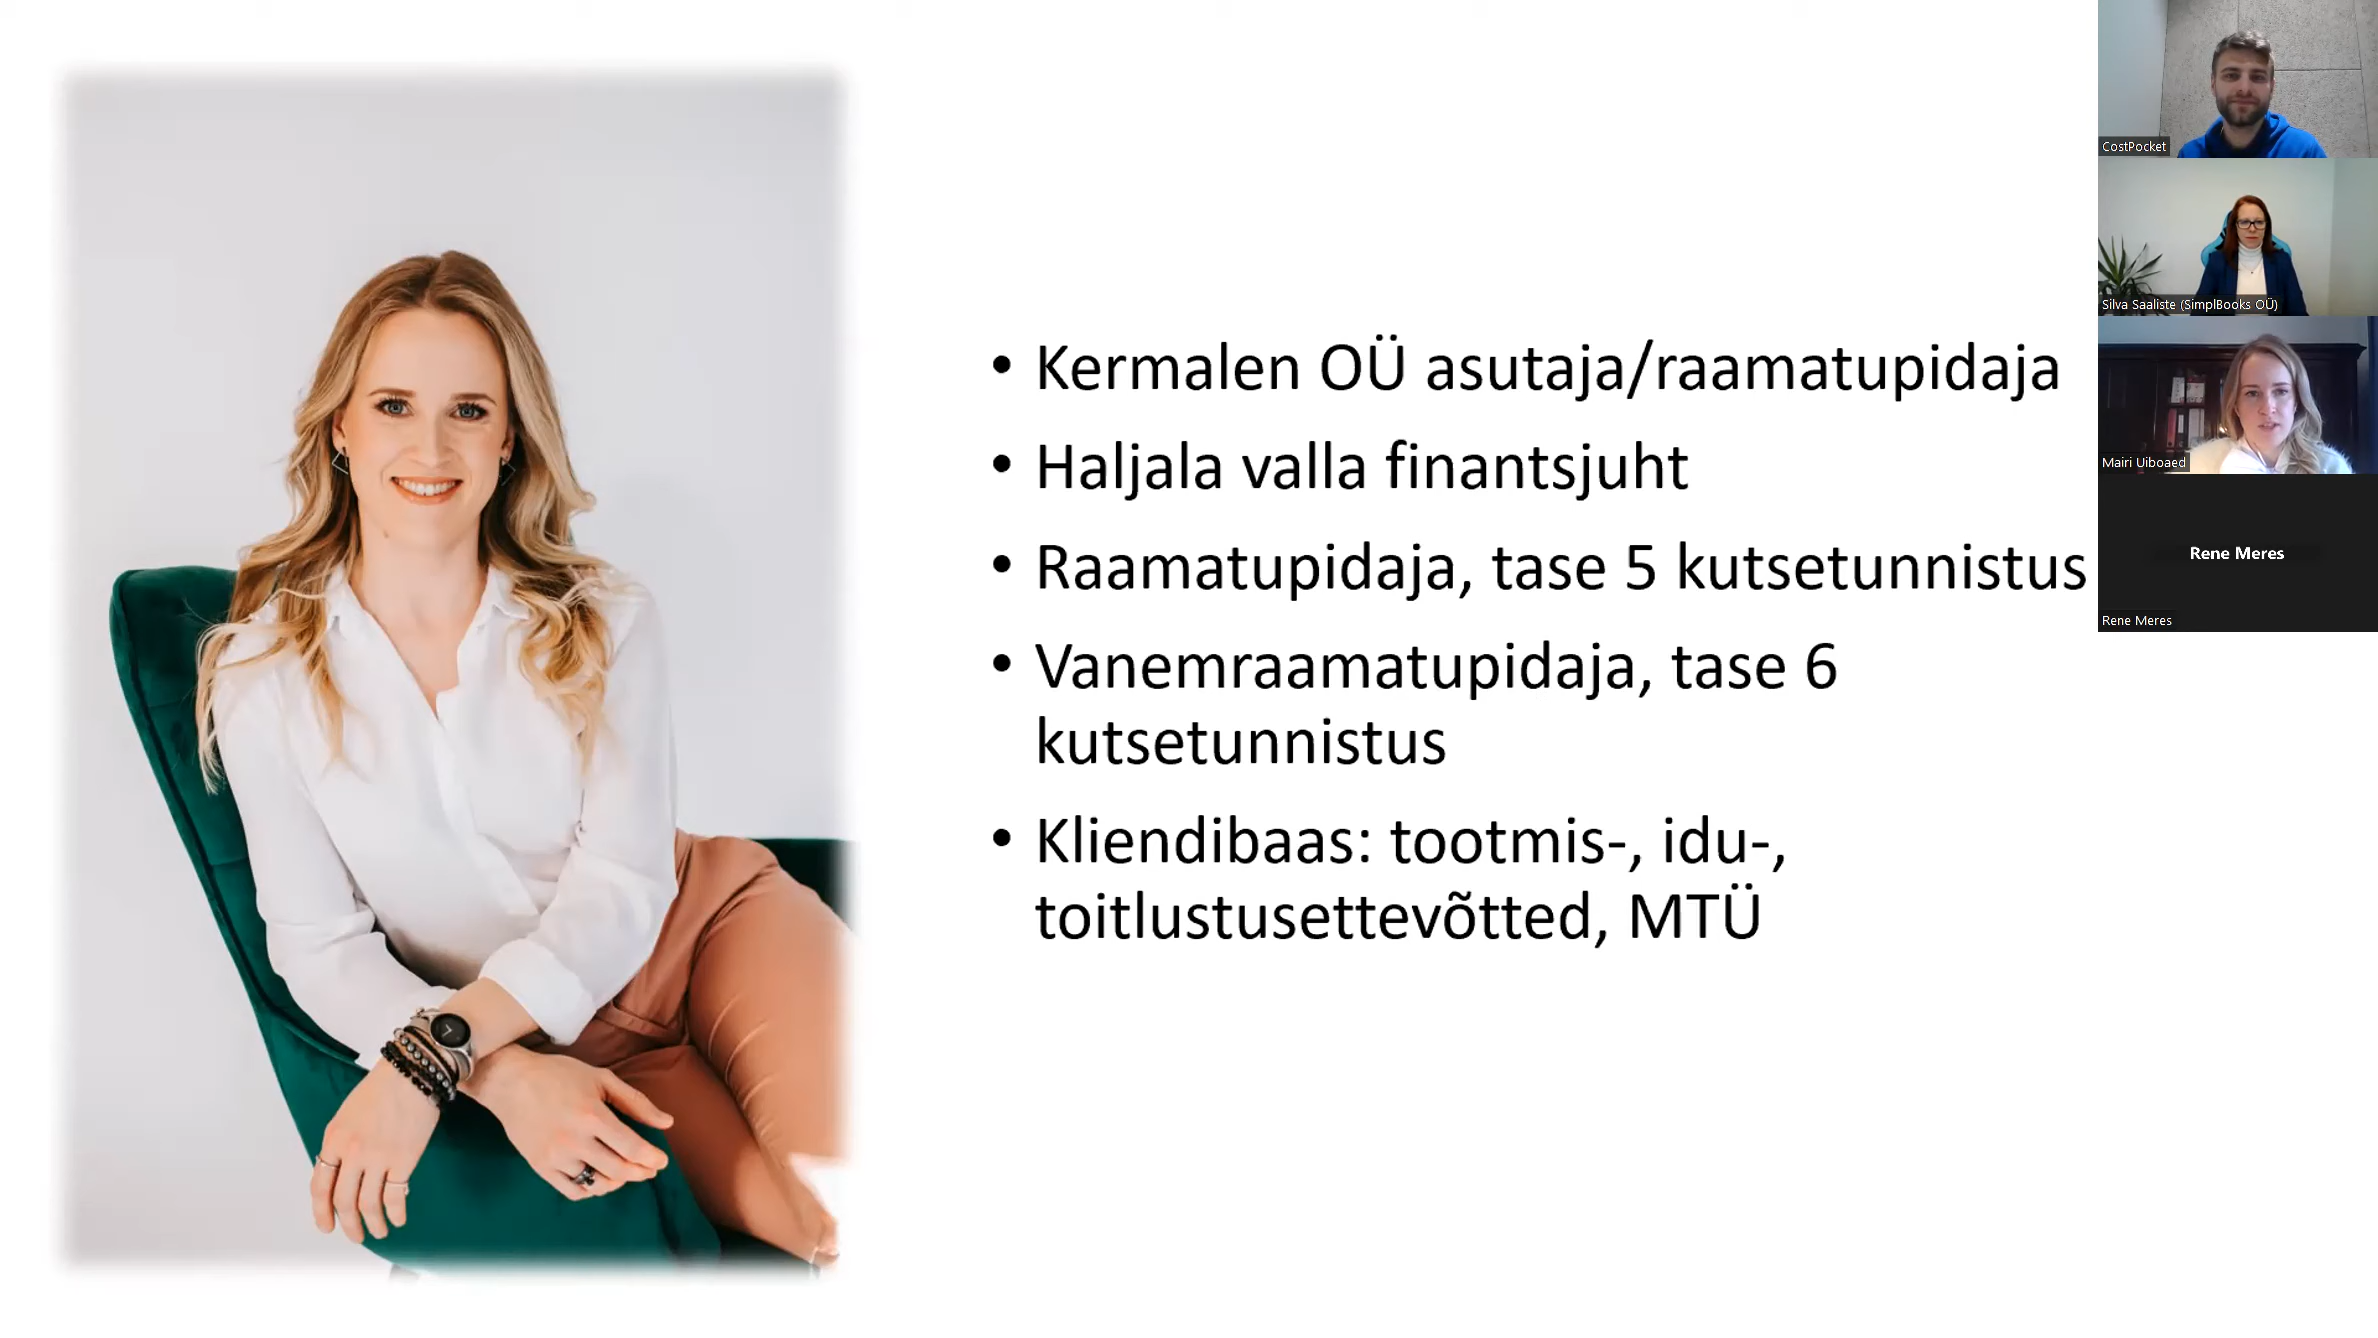 • Kermalen OÜ asutaja/raamatupidaja
• Haljala valla finantsjuht
• Raamatupidaja, tase 5 kutsetunnistus
• Vanemraamatupidaja, tase 6
kutsetunnistus
• Kliendibaas: tootmis-, idu-,
toitlustusettevõtted, MTÜ
CostPocket
Silva Saaliste (SimplBooks OÜ)
Mairi Uiboaed
Rene Meres
Rene Meres